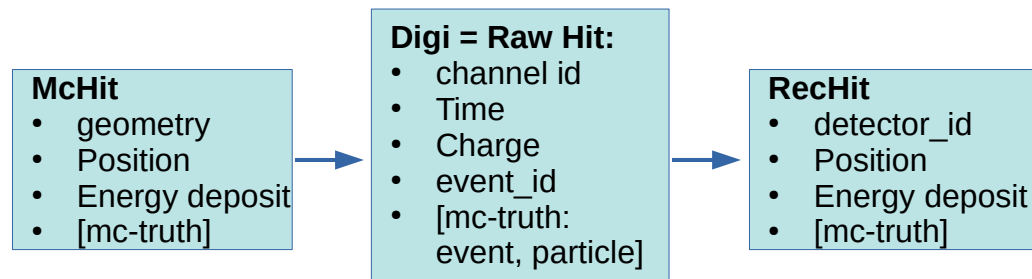 McHit
• geometry
• Position
• Energy deposit
• [mc-truth]
Digi = Raw Hit:
• channel id
• Time
• Charge
• event_id
• [mc-truth:
event, particle]
RecHit
• detector_id
• Position
• Energy deposit
• [mc-truth]